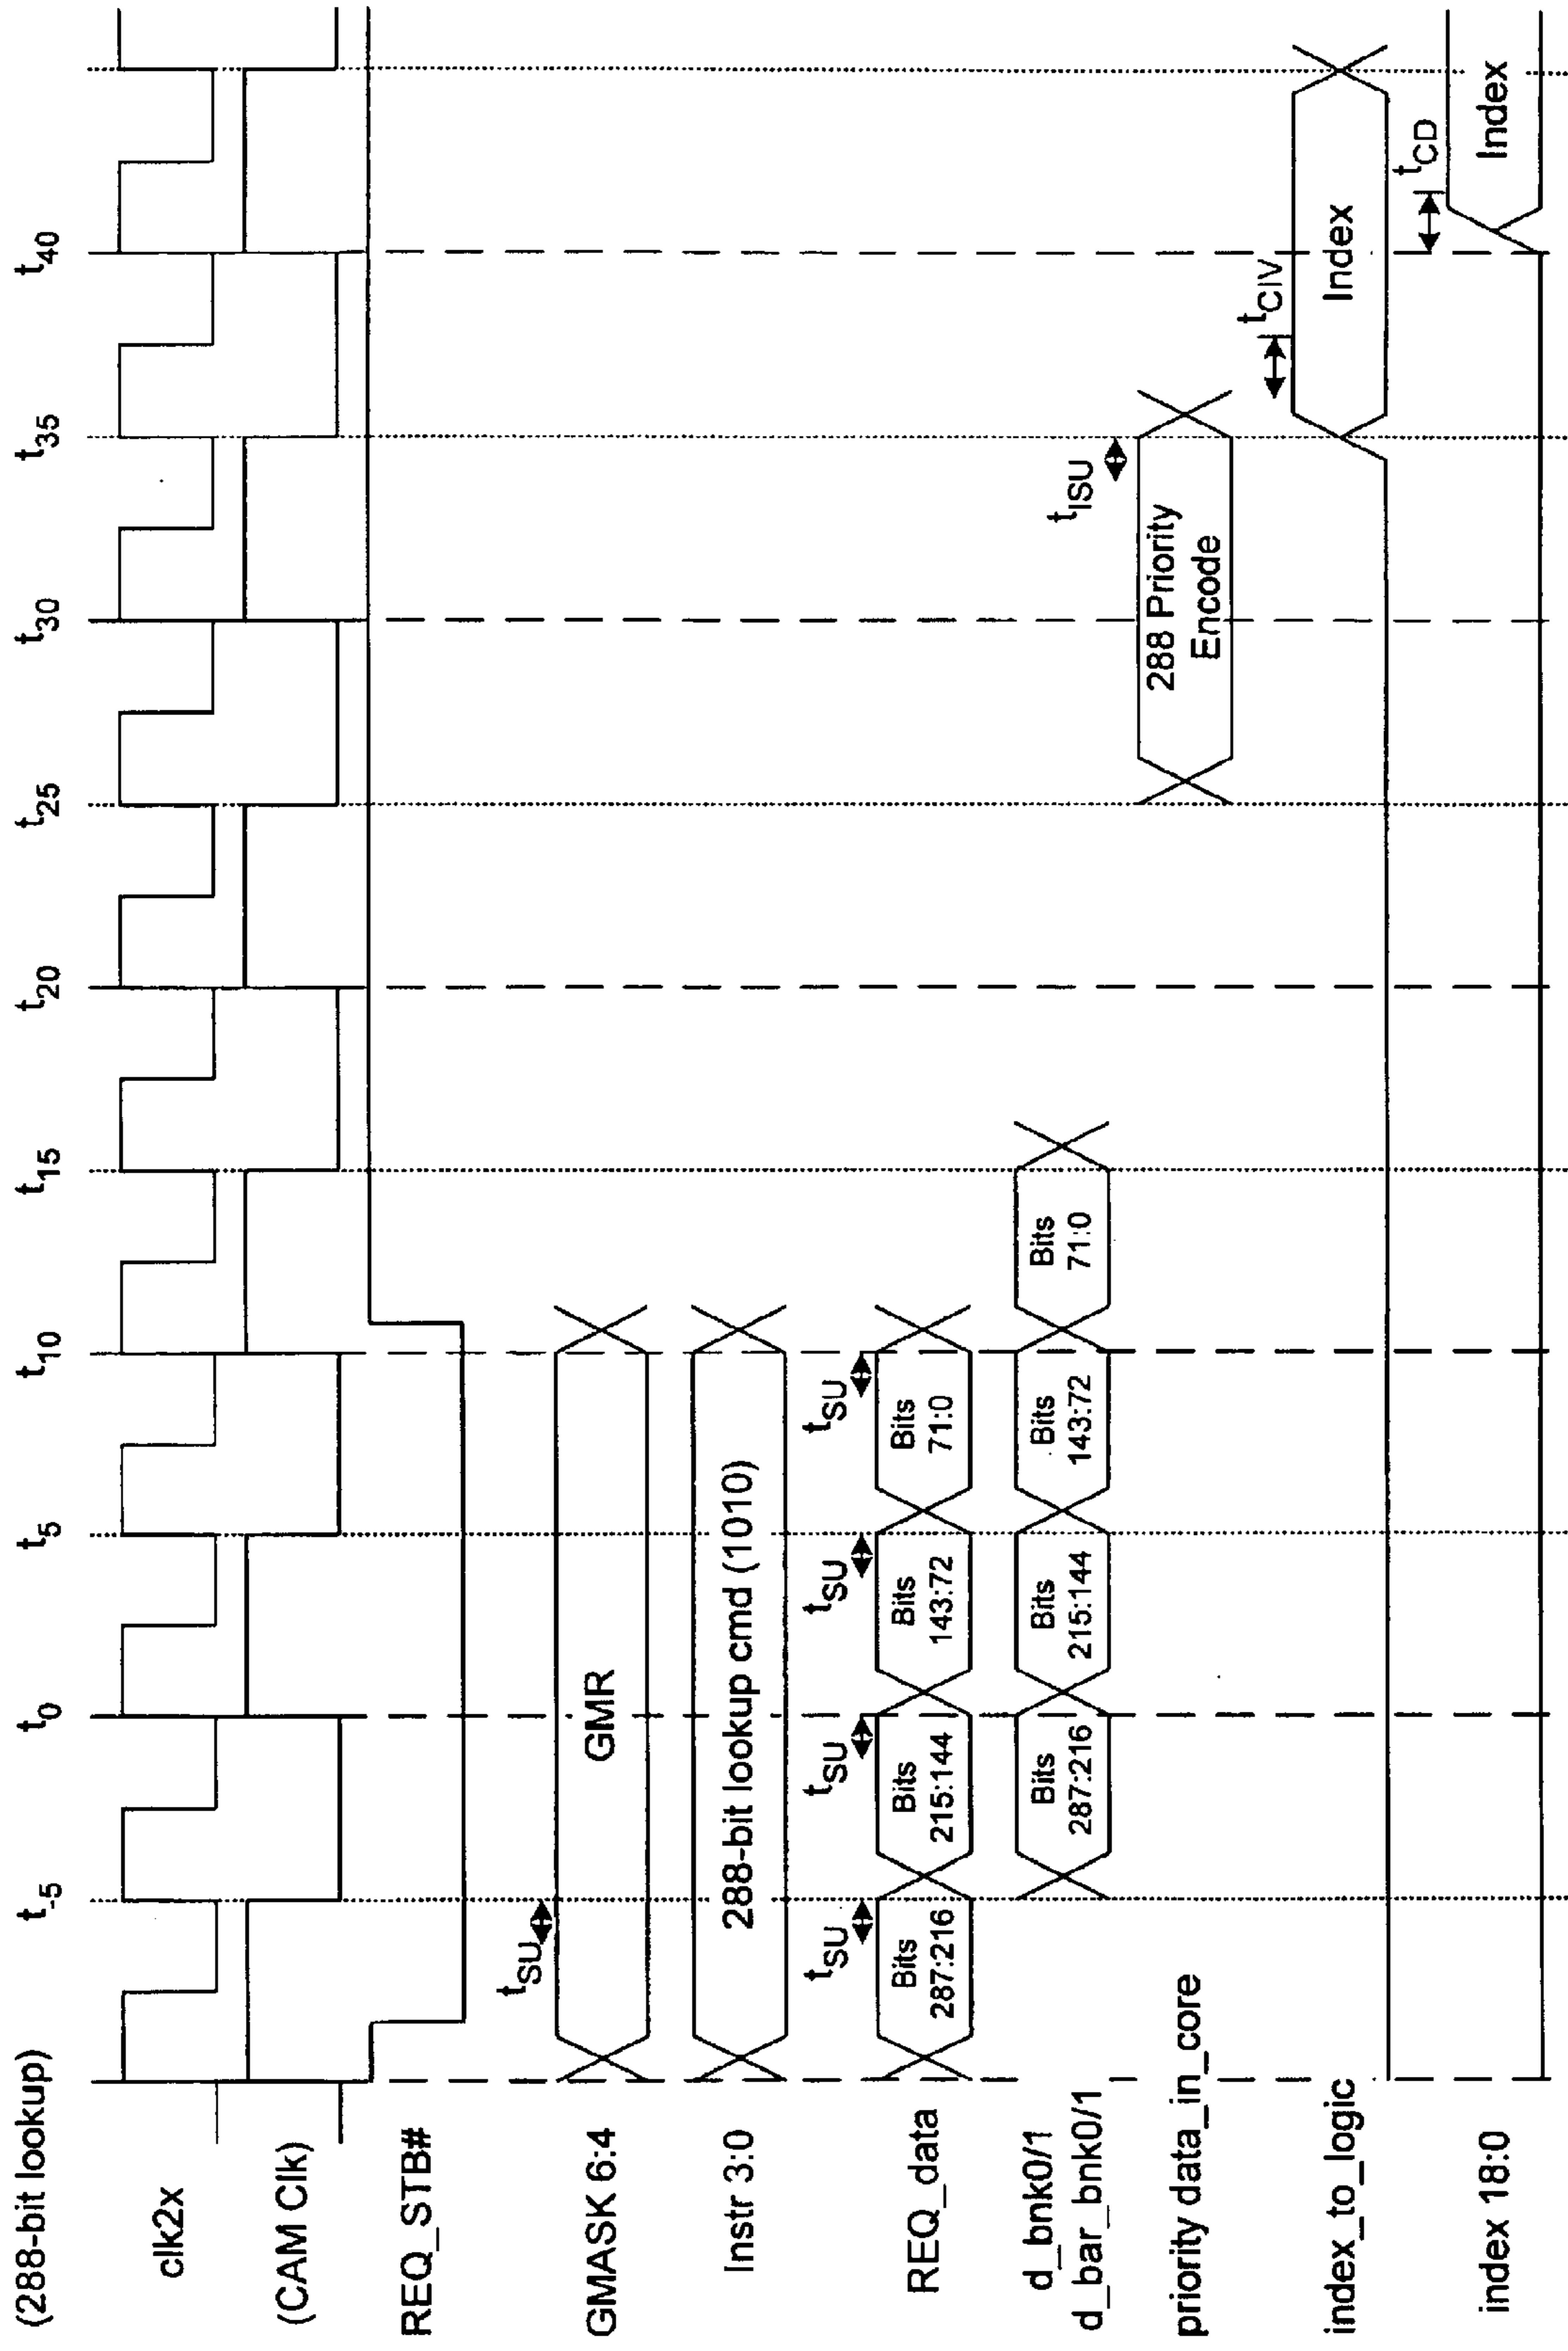 (288-bit lookup)
t-5 t0 t5 t10 t15 t20 t25 t30 t35 t40
clk2x
(CAM Clk)
REQ_STB#
GMASK 6:4
tSU
GMR
Instr 3:0
288-bit lookup cmd (1010)
REQ_data
tSU tSU tSU tSU
Bits
287:216
Bits
215:144
Bits
143:72
Bits
71:0
d_bnk0/1
d_bar_bnk0/1
Bits
287:216
Bits
215:144
Bits
143:72
Bits
71:0
priority data_in_core
tISU
288 Priority
Encode
index_to_logic
tCIV
Index
index 18:0
tCD
Index